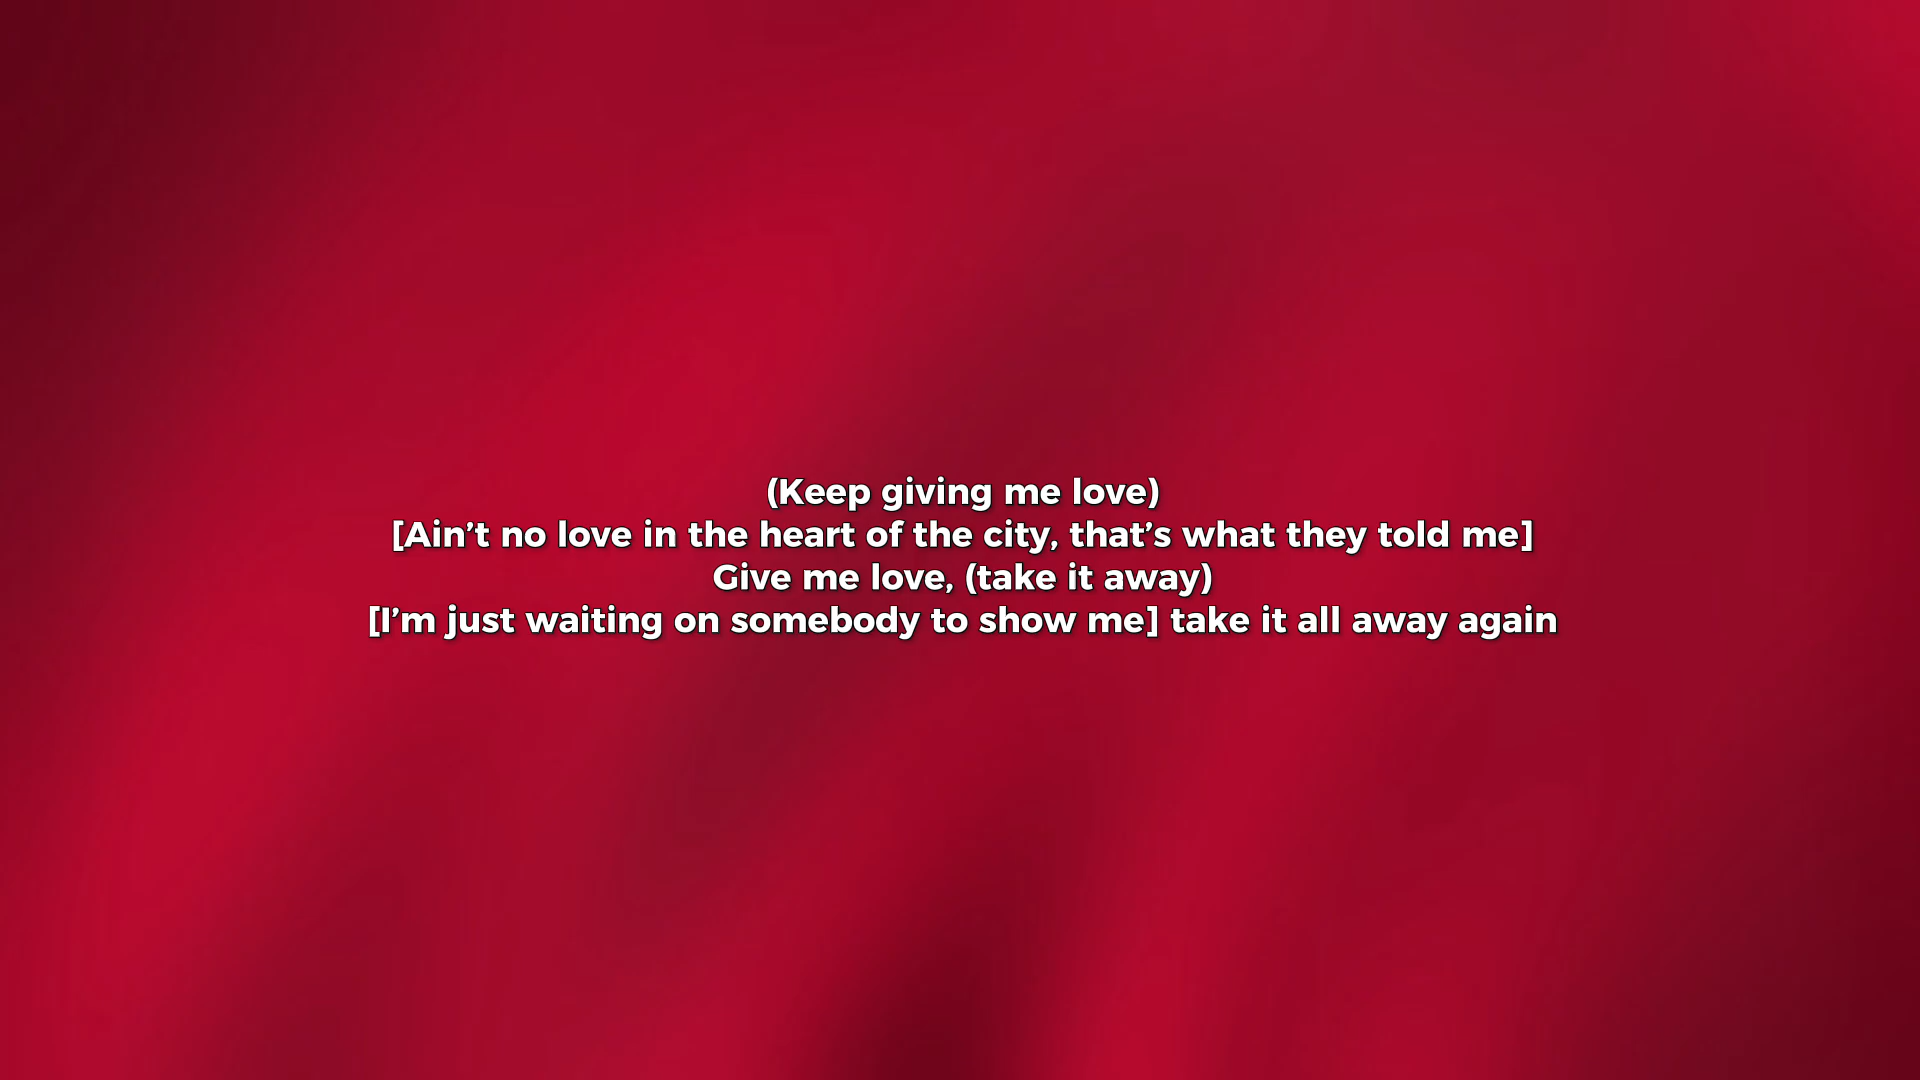 (Keep giving me love)
[Ain’t no love in the heart of the city, that’s what they told me]
Give me love, (take it away)
[I’m just waiting on somebody to show me] take it all away again